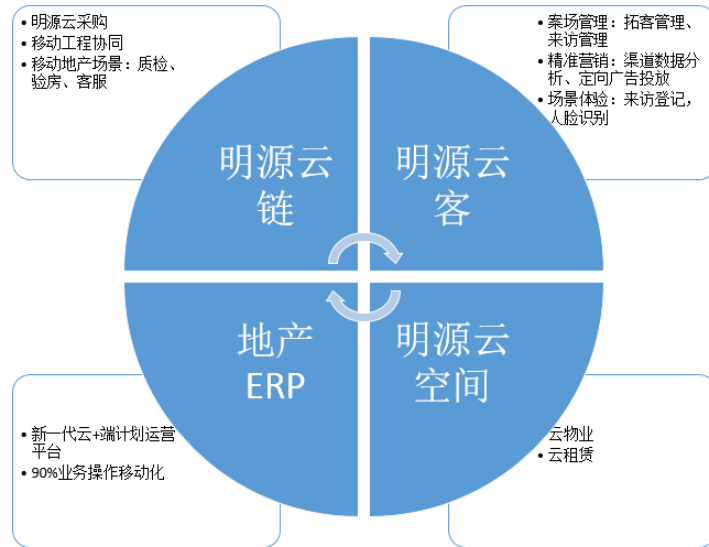 • 明源云采购
• 移动工程协同
• 移动地产场景：质检、
验房、客服
• 案场管理：拓客管理、
来访管理
• 精准营销：渠道数据分
析、定向广告投放
• 场景体验：来访登记，
人脸识别
明源云
链
明源云
客
地产
ERP
明源云
空间
• 新一代云+端计划运营
平台
• 90%业务操作移动化
云物业
• 云租赁